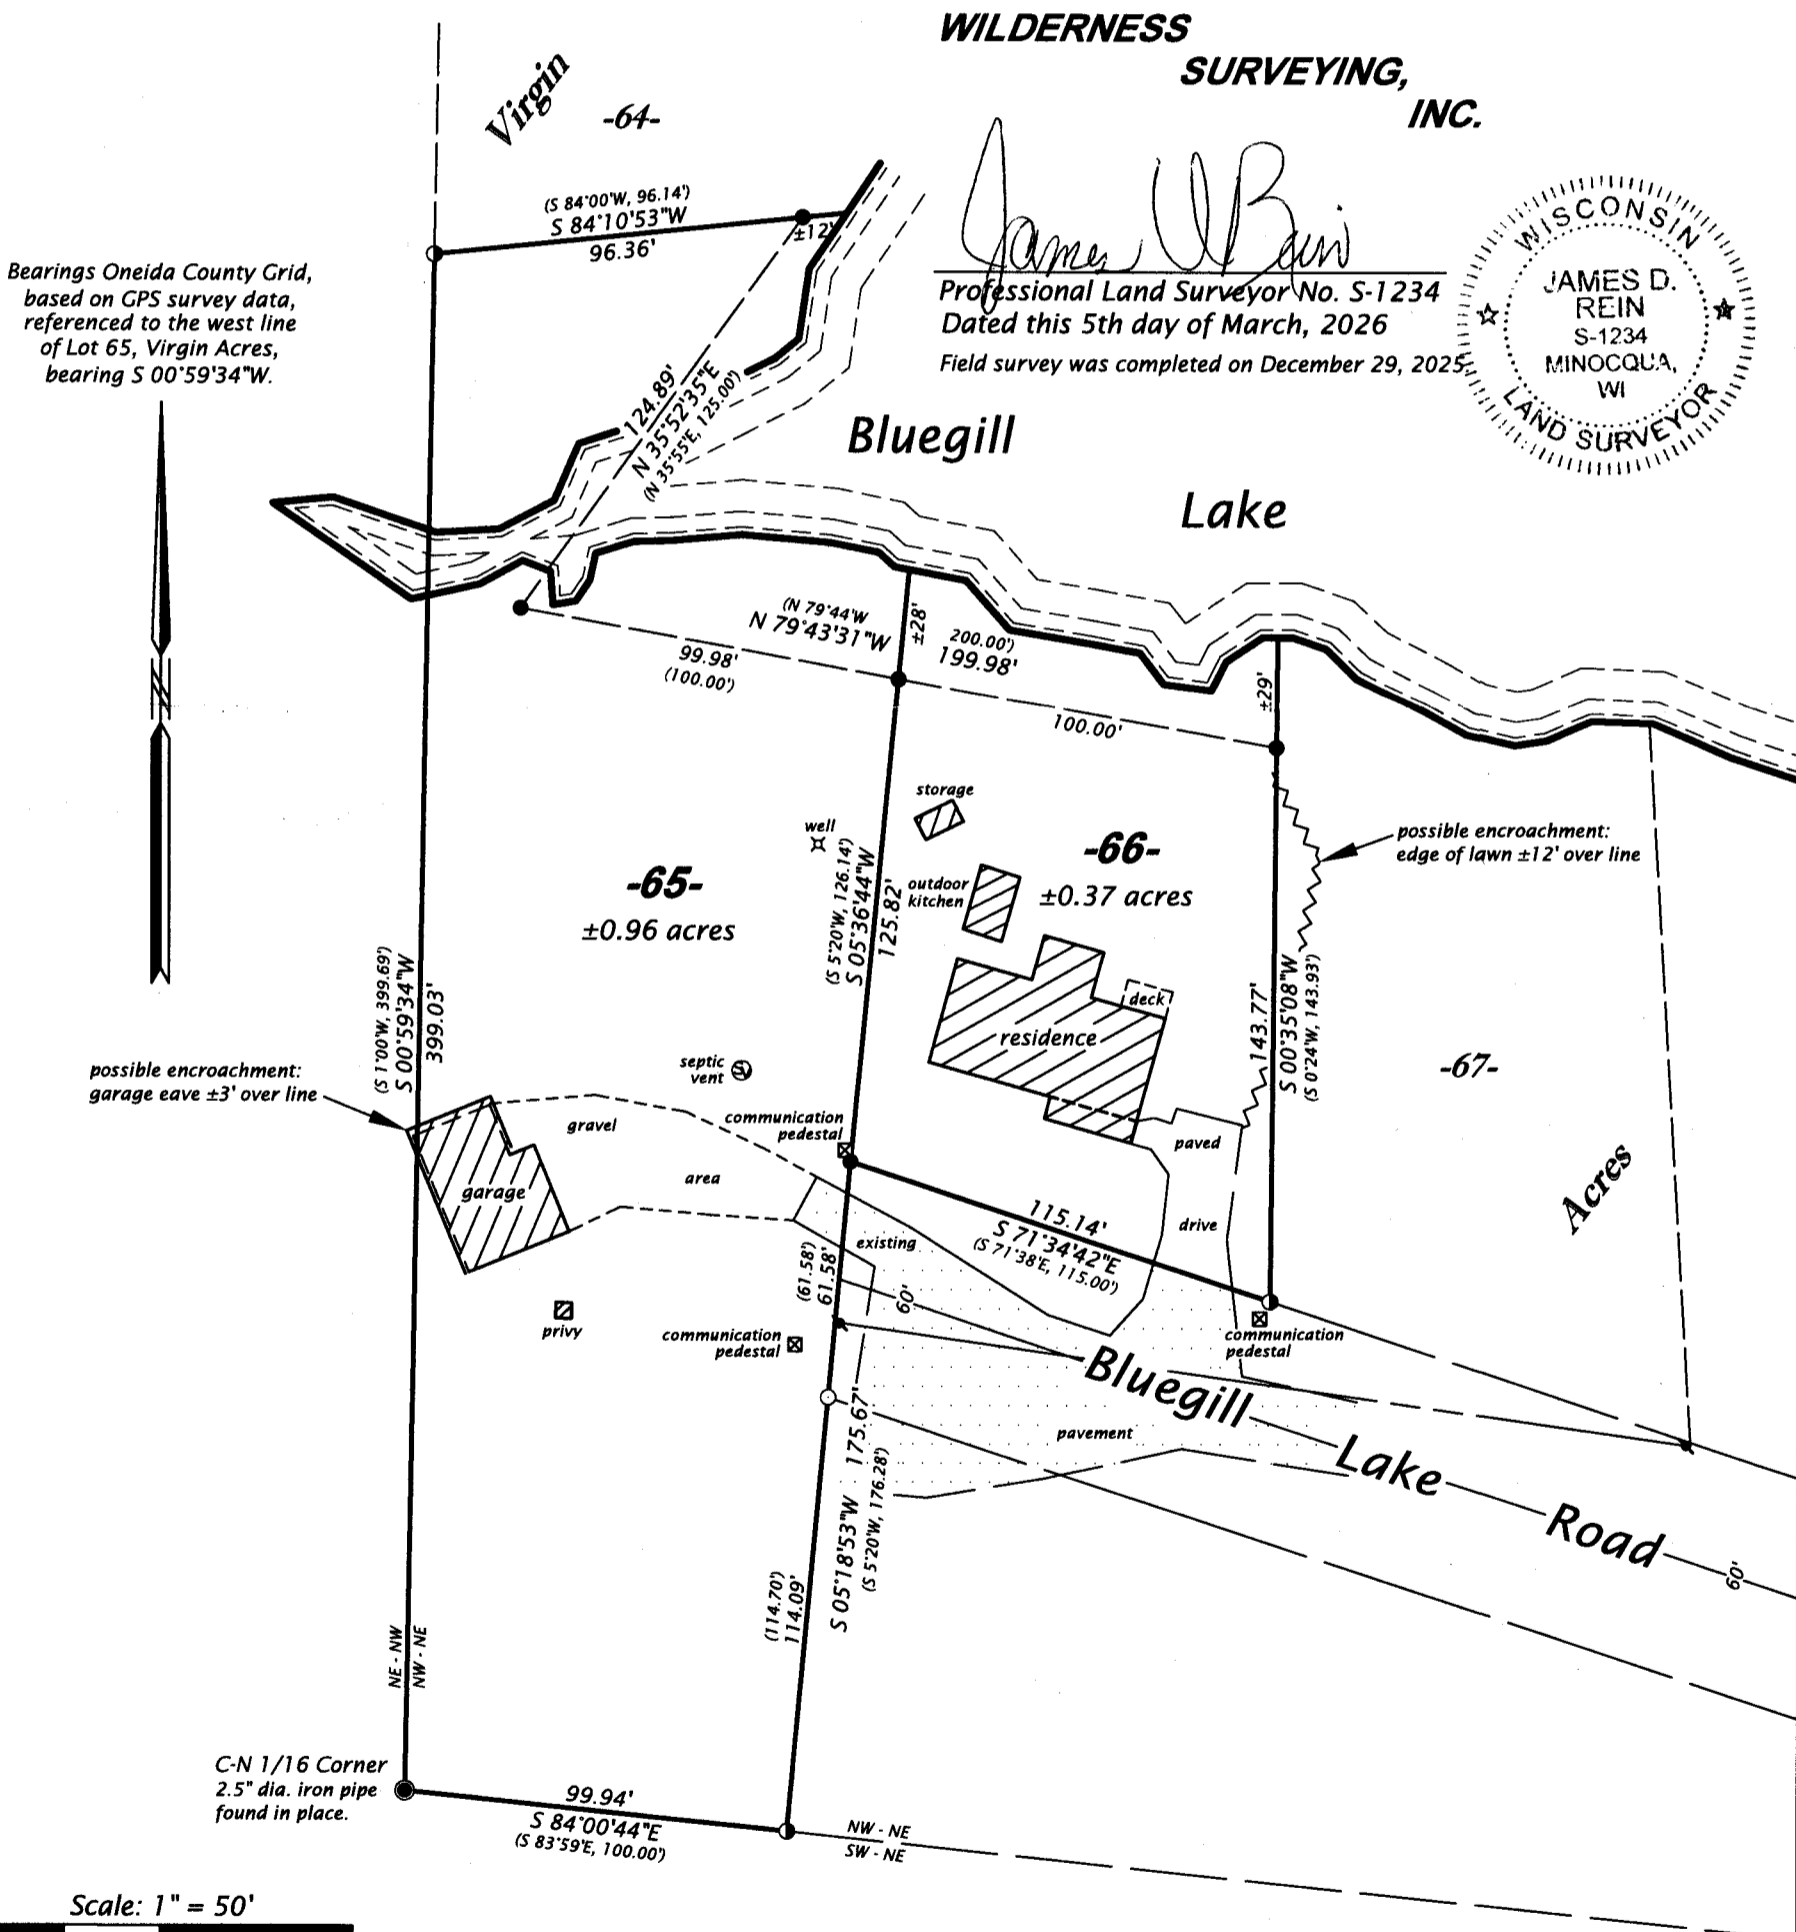 WILDERNESS
SURVEYING,
INC.
Virgin
-64-
(S 84°00'W, 96.14')
S 84°10'53"W
96.36'
±12'
James D Rein
Professional Land Surveyor No. S-1234
Dated this 5th day of March, 2026
Field survey was completed on December 29, 2025.
WISCONSIN
JAMES D.
REIN
S-1234
MINOCQUA,
WI
LAND SURVEYOR
Bearings Oneida County Grid,
based on GPS survey data,
referenced to the west line
of Lot 65, Virgin Acres,
bearing S 00°59'34"W.
124.89'
N 35°52'35"E
(N 35°55'E, 125.00')
Bluegill
Lake
(N 79°44'W
N 79°43'31"W
±28'
200.00')
199.98'
99.98'
(100.00')
100.00'
±29'
storage
well
-65-
±0.96 acres
(S 5°20'W, 126.14')
S 05°36'44"W
125.82'
outdoor
kitchen
-66-
±0.37 acres
possible encroachment:
edge of lawn ±12' over line
(S 1°00'W, 399.69')
S 00°59'34"W
399.03'
deck
residence
143.77'
S 00°35'08"W
(S 0°24'W, 143.93')
-67-
possible encroachment:
garage eave ±3' over line
septic
vent
gravel
area
communication
pedestal
paved
drive
garage
Acres
115.14'
S 71°34'42"E
(S 71°38'E, 115.00')
existing
(61.58')
61.58'
60'
privy
communication
pedestal
communication
pedestal
Bluegill
Lake
Road
60'
pavement
S 05°18'53"W 175.67'
(S 5°20'W, 176.28')
(114.70')
114.09'
NE - NW
NW - NE
C-N 1/16 Corner
2.5" dia. iron pipe
found in place.
99.94'
S 84°00'44"E
(S 83°59'E, 100.00')
NW - NE
SW - NE
Scale: 1" = 50'